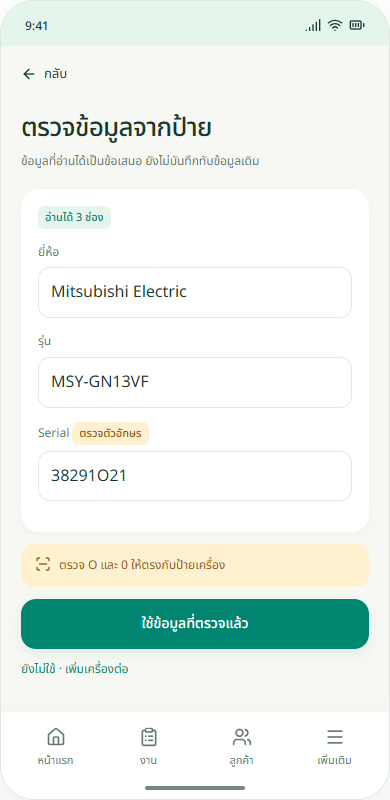 9:41
กลับ
ตรวจข้อมูลจากป้าย
ข้อมูลที่อ่านได้เป็นข้อเสนอ ยังไม่บันทึกทับข้อมูลเดิม
อ่านได้ 3 ช่อง
ยี่ห้อ
Mitsubishi Electric
รุ่น
MSY-GN13VF
Serial ตรวจตัวอักษร
38291O21
ตรวจ O และ 0 ให้ตรงกับป้ายเครื่อง
ใช้ข้อมูลที่ตรวจแล้ว
ยังไม่ใช้ · เพิ่มเครื่องต่อ
หน้าแรก งาน ลูกค้า เพิ่มเติม